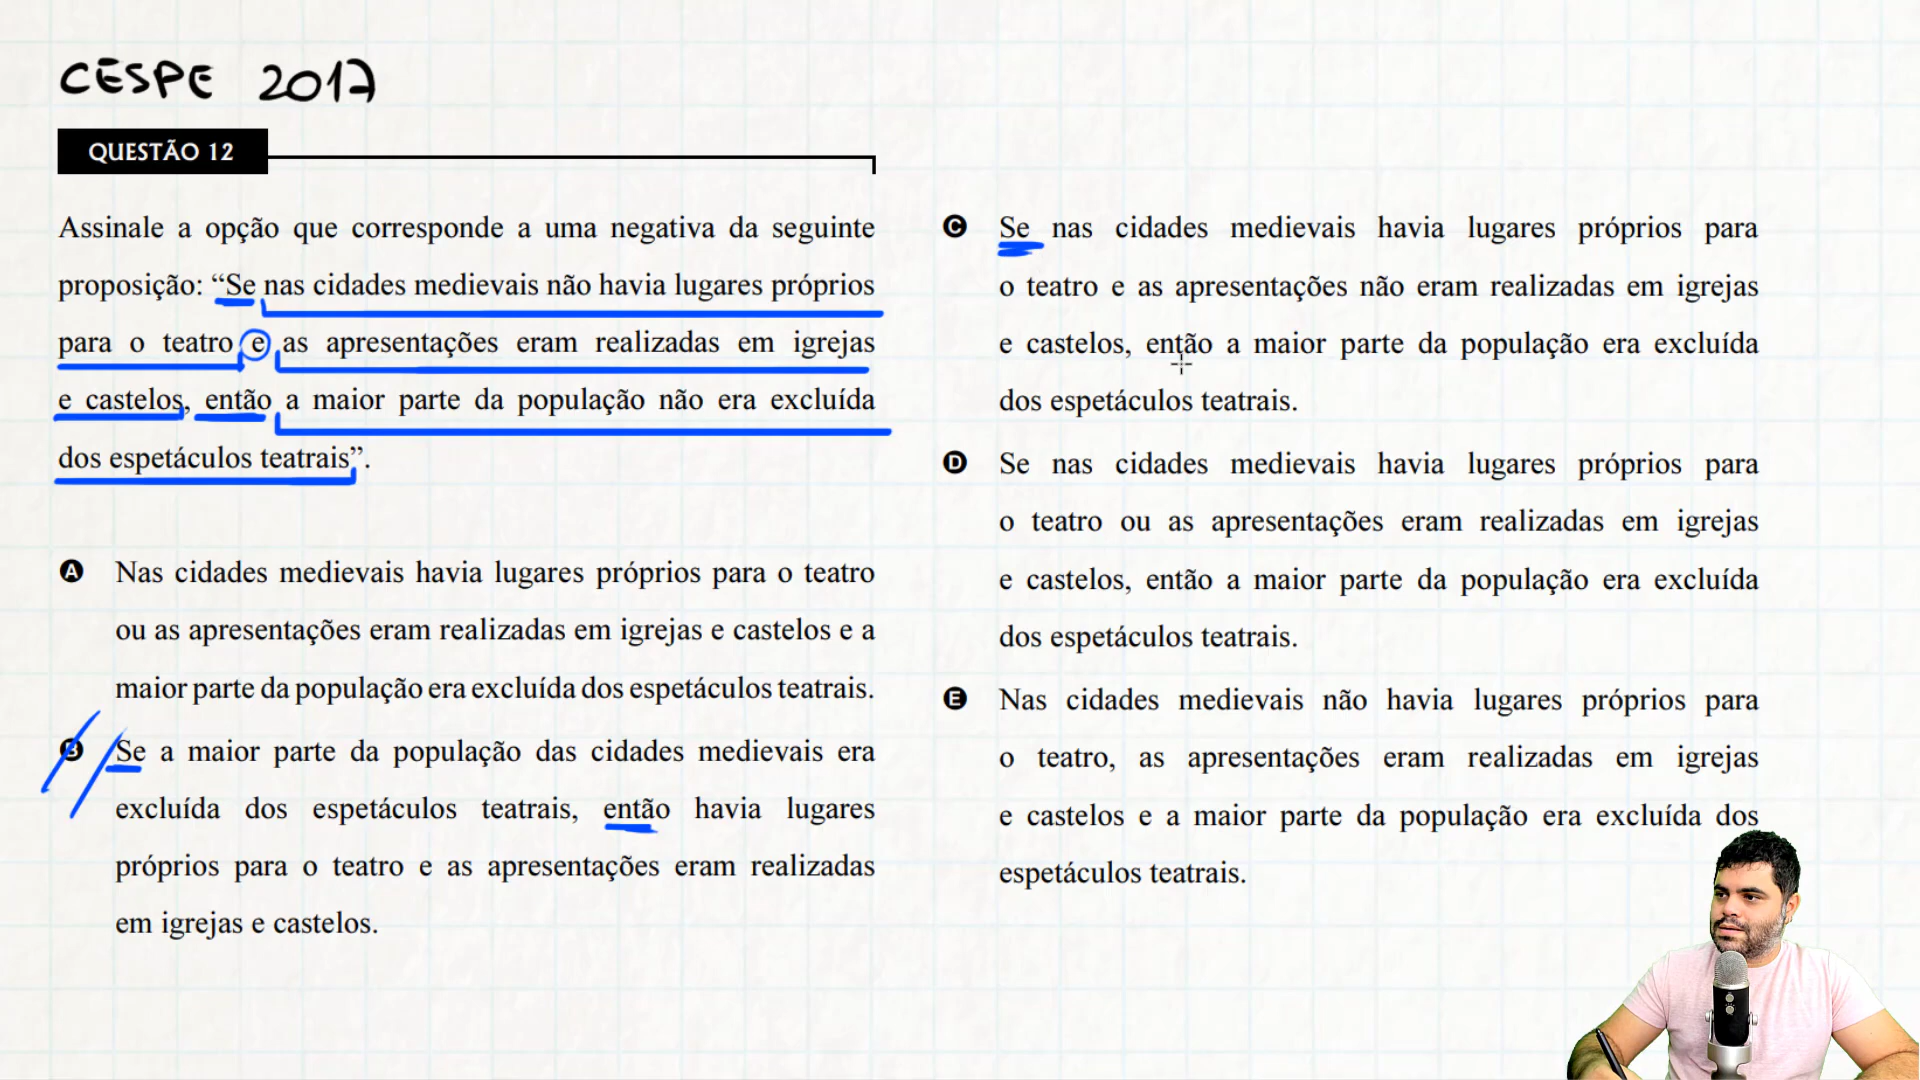 CESPE 2017
QUESTÃO 12
Assinale a opção que corresponde a uma negativa da seguinte
proposição: “Se nas cidades medievais não havia lugares próprios
para o teatro e as apresentações eram realizadas em igrejas
e castelos, então a maior parte da população não era excluída
dos espetáculos teatrais”.
A Nas cidades medievais havia lugares próprios para o teatro
ou as apresentações eram realizadas em igrejas e castelos e a
maior parte da população era excluída dos espetáculos teatrais.
B Se a maior parte da população das cidades medievais era
excluída dos espetáculos teatrais, então havia lugares
próprios para o teatro e as apresentações eram realizadas
em igrejas e castelos.
C Se nas cidades medievais havia lugares próprios para
o teatro e as apresentações não eram realizadas em igrejas
e castelos, então a maior parte da população era excluída
dos espetáculos teatrais.
D Se nas cidades medievais havia lugares próprios para
o teatro ou as apresentações eram realizadas em igrejas
e castelos, então a maior parte da população era excluída
dos espetáculos teatrais.
E Nas cidades medievais não havia lugares próprios para
o teatro, as apresentações eram realizadas em igrejas
e castelos e a maior parte da população era excluída dos
espetáculos teatrais.